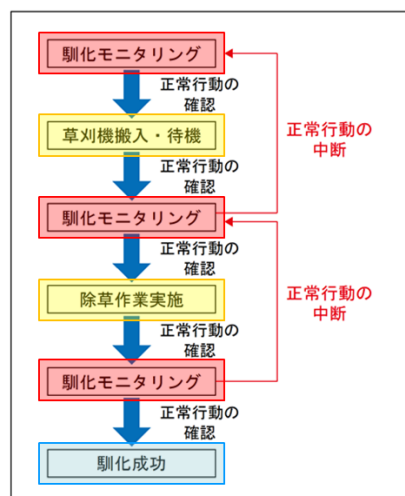 馴化モニタリング
正常行動の
確認
草刈機搬入・待機
正常行動の
中断
正常行動の
確認
馴化モニタリング
正常行動の
確認
除草作業実施
正常行動の
中断
正常行動の
確認
馴化モニタリング
正常行動の
確認
馴化成功